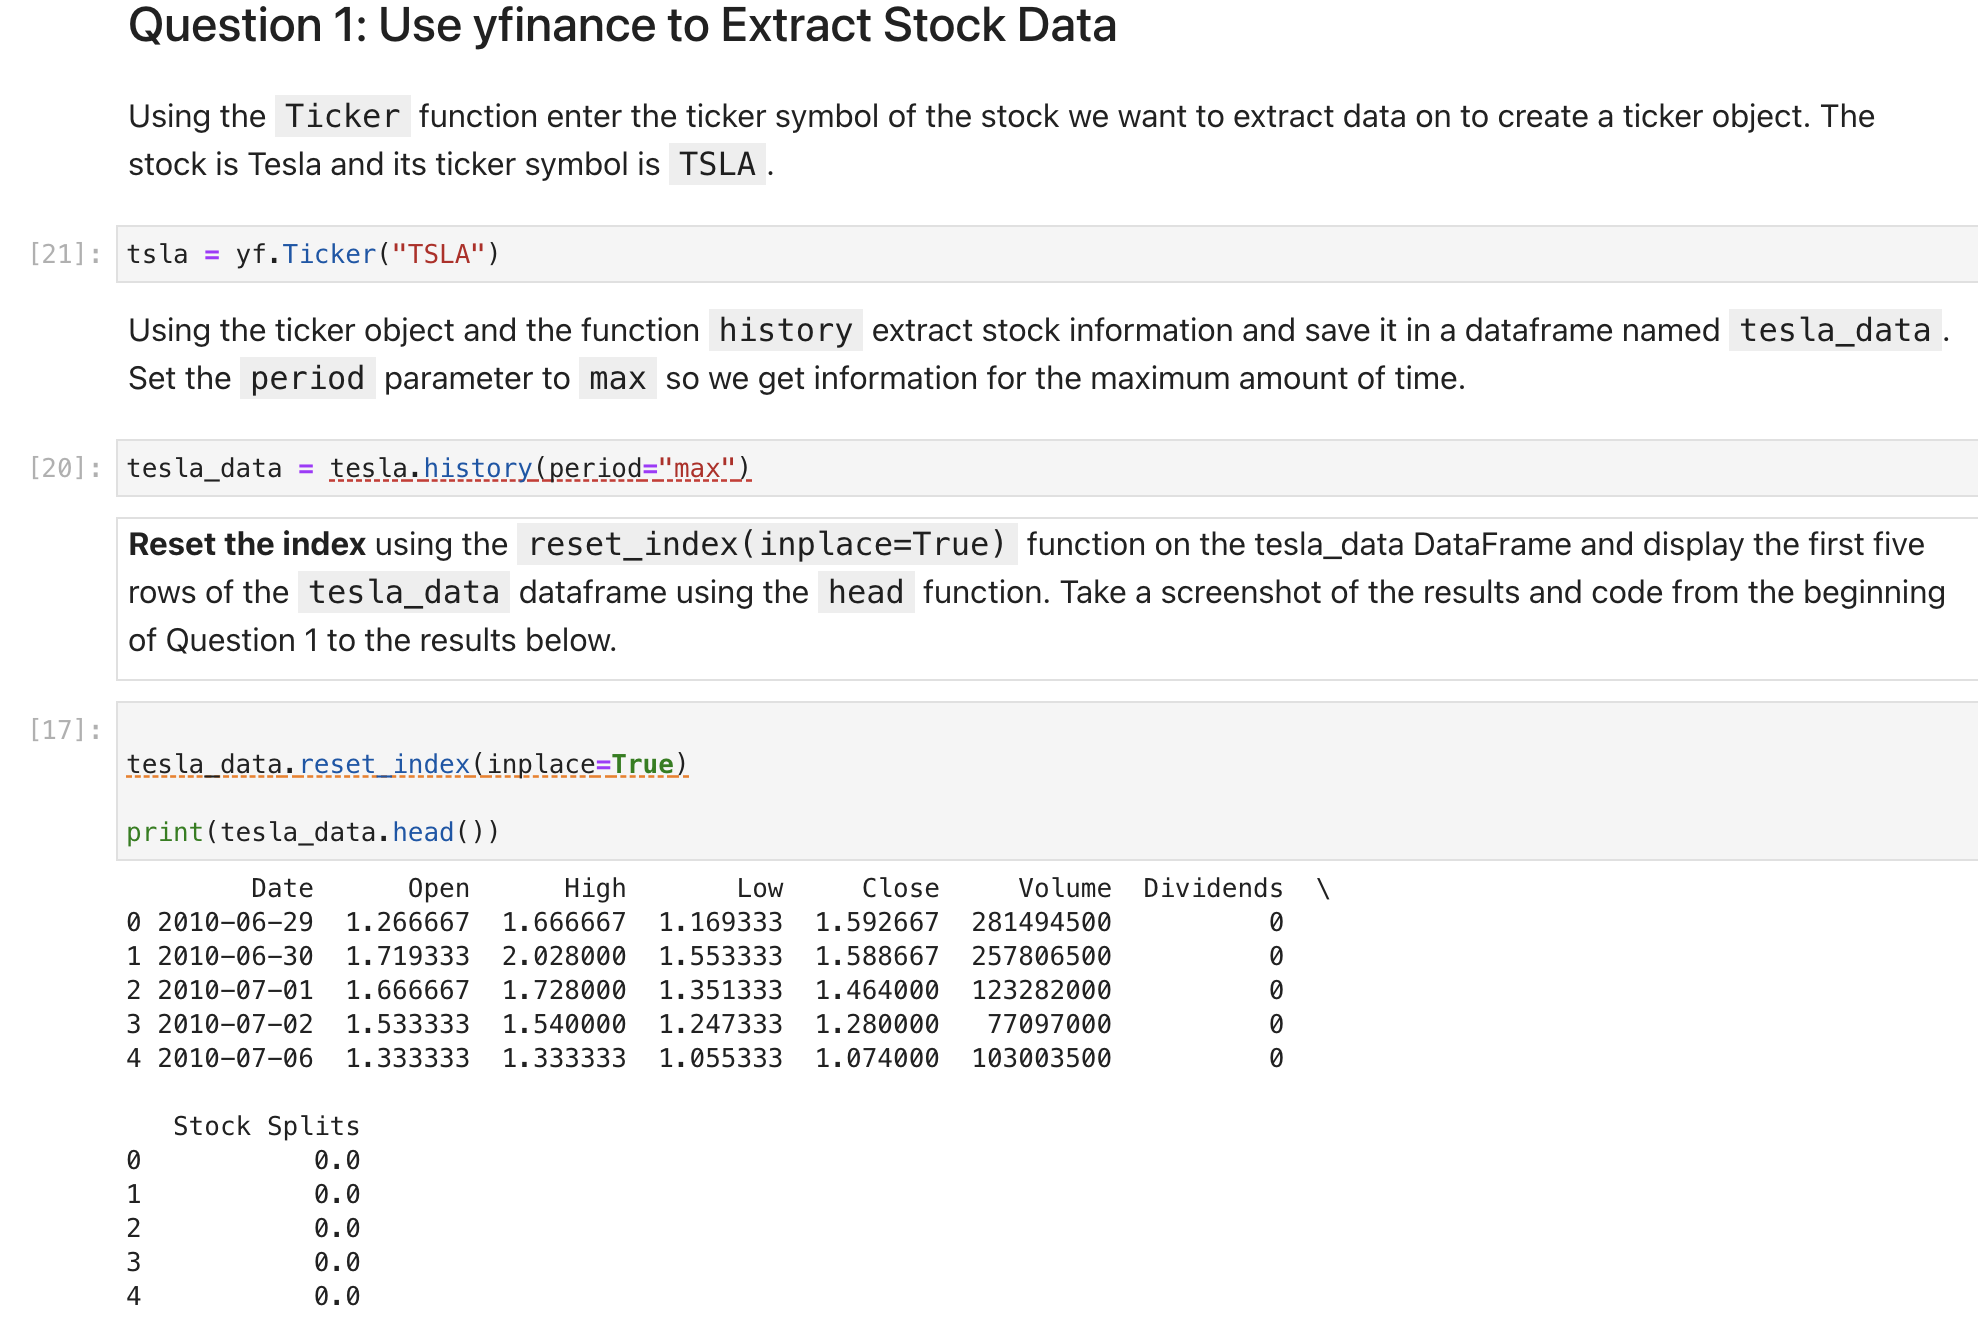 Question 1: Use yfinance to Extract Stock Data
Using the Ticker function enter the ticker symbol of the stock we want to extract data on to create a ticker object. The
stock is Tesla and its ticker symbol is TSLA.
[21]: tsla = yf.Ticker("TSLA")
Using the ticker object and the function history extract stock information and save it in a dataframe named tesla_data.
Set the period parameter to max so we get information for the maximum amount of time.
[20]: tesla_data = tesla.history(period="max")
Reset the index using the reset_index(inplace=True) function on the tesla_data DataFrame and display the first five
rows of the tesla_data dataframe using the head function. Take a screenshot of the results and code from the beginning
of Question 1 to the results below.
[17]:
tesla_data.reset_index(inplace=True)
print(tesla_data.head())
Date Open High Low Close Volume Dividends \
0 2010-06-29 1.266667 1.666667 1.169333 1.592667 281494500 0
1 2010-06-30 1.719333 2.028000 1.553333 1.588667 257806500 0
2 2010-07-01 1.666667 1.728000 1.351333 1.464000 123282000 0
3 2010-07-02 1.533333 1.540000 1.247333 1.280000 77097000 0
4 2010-07-06 1.333333 1.333333 1.055333 1.074000 103003500 0
Stock Splits
0 0.0
1 0.0
2 0.0
3 0.0
4 0.0